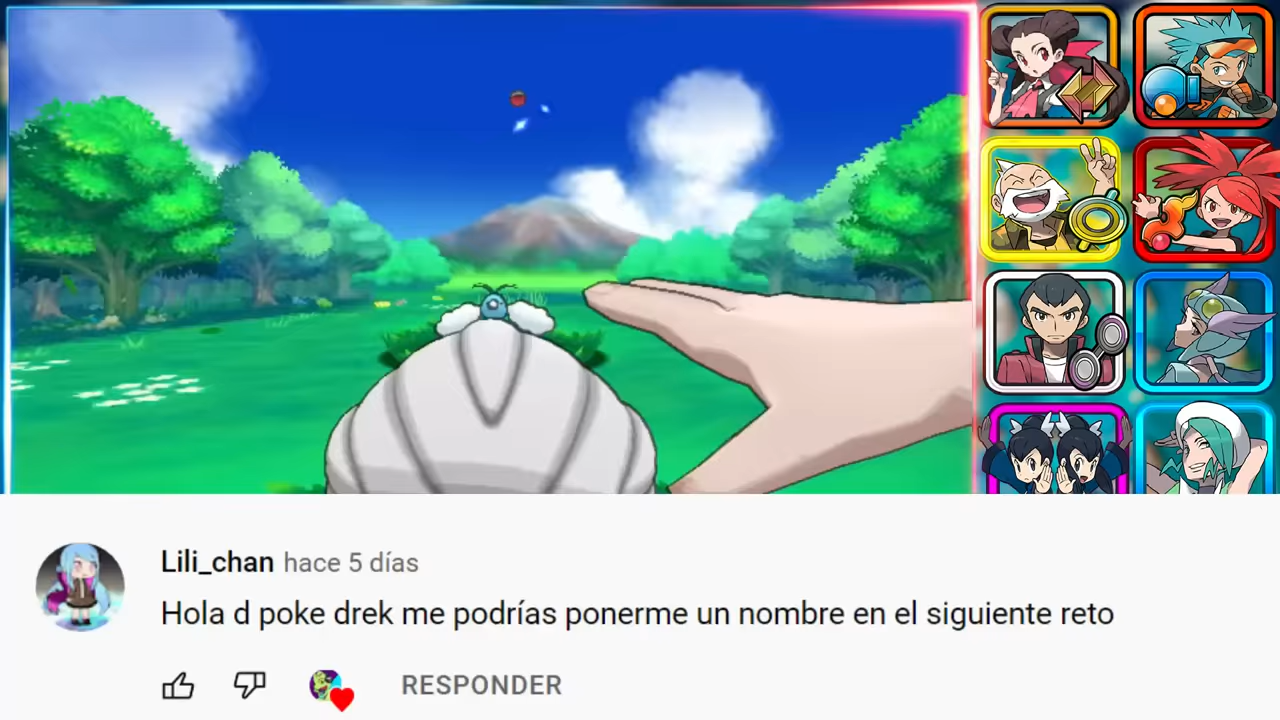 Lili_chan hace 5 días
Hola d poke drek me podrías ponerme un nombre en el siguiente reto
RESPONDER